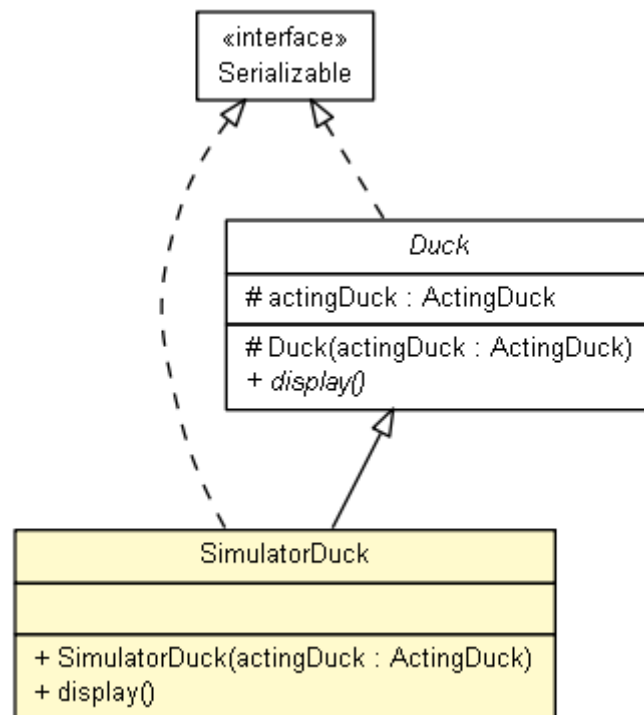 «interface»
Serializable
Duck
# actingDuck : ActingDuck
# Duck(actingDuck : ActingDuck)
+ display()
SimulatorDuck
+ SimulatorDuck(actingDuck : ActingDuck)
+ display()